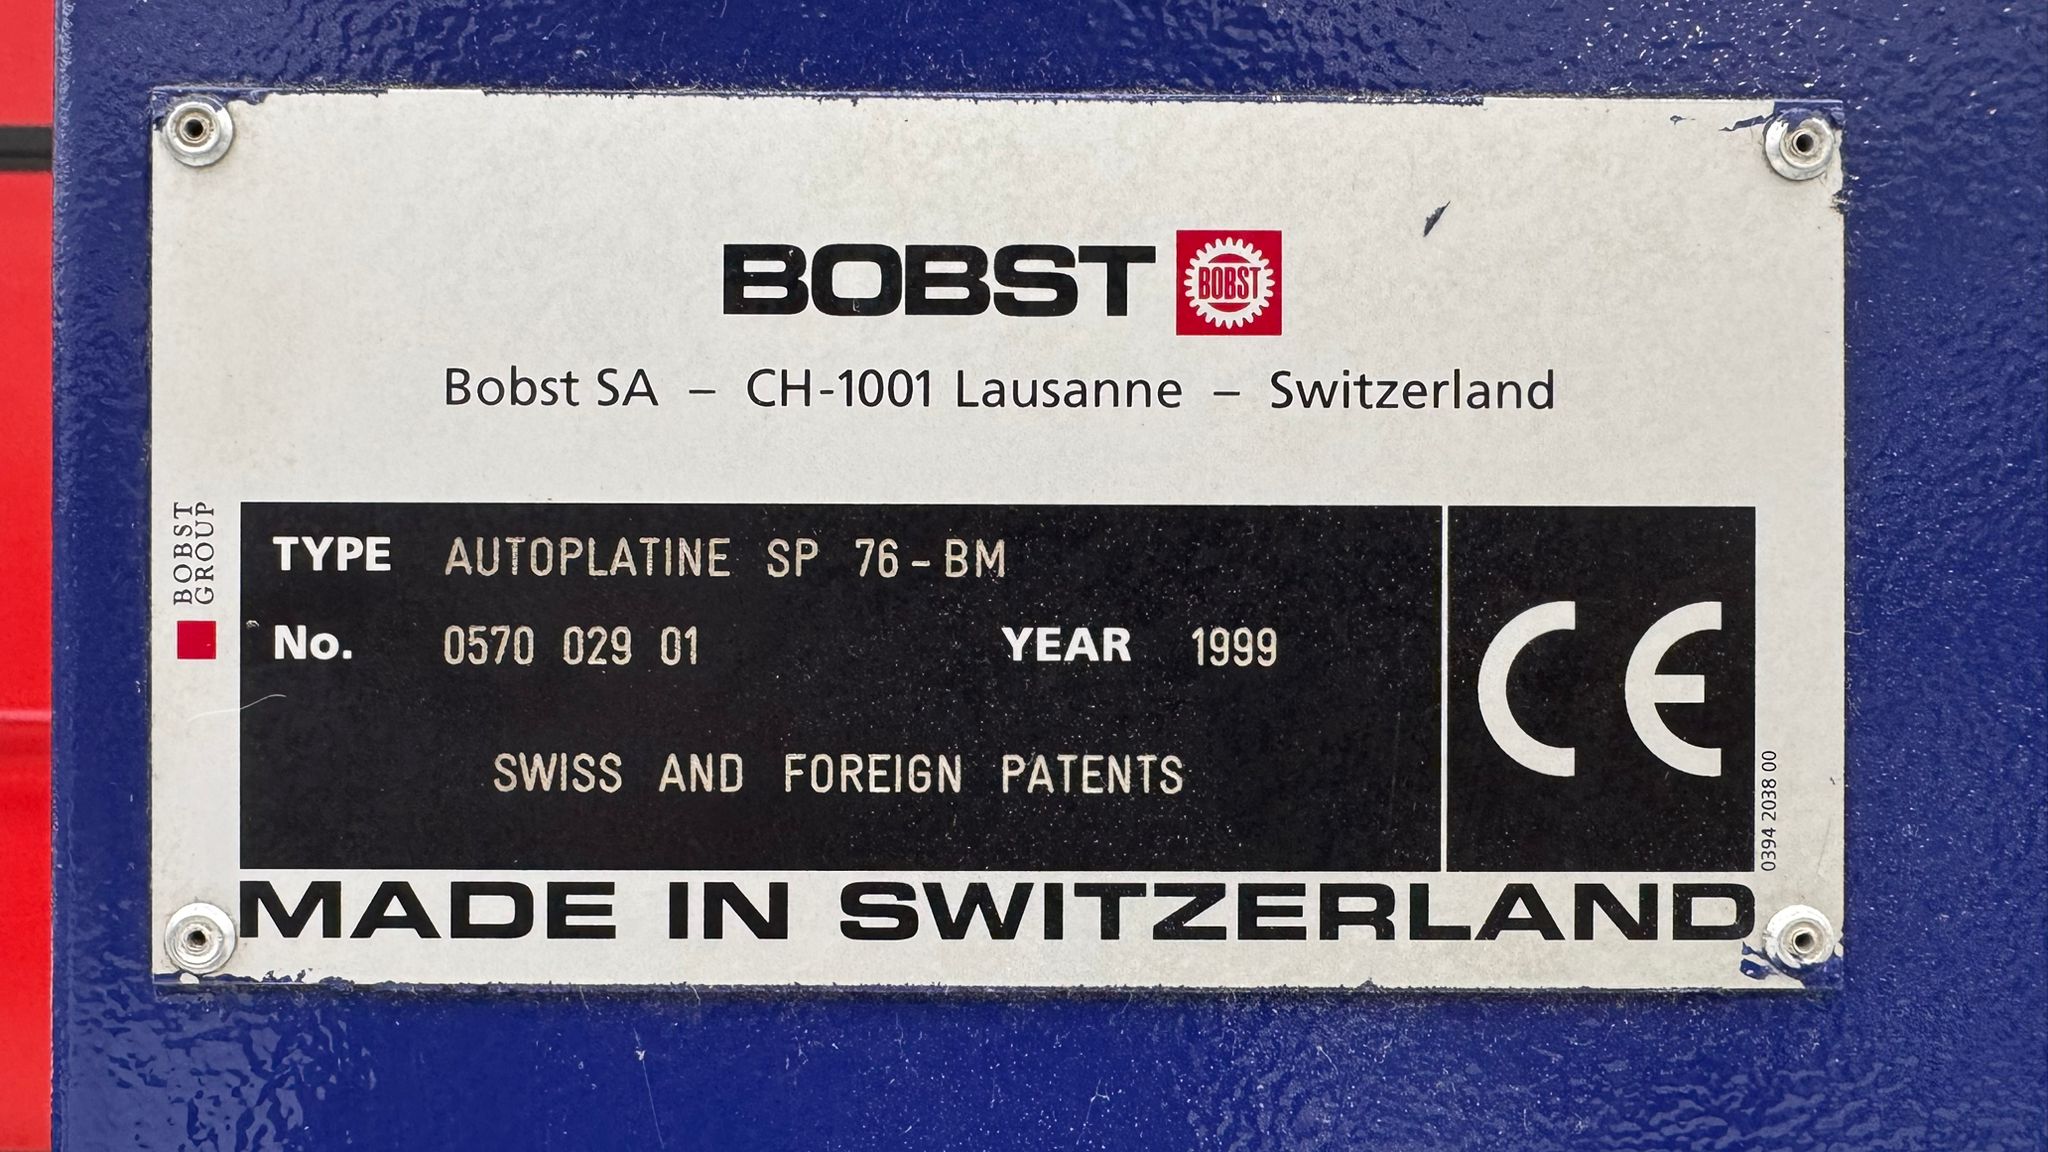 BOBST BOBST
Bobst SA – CH-1001 Lausanne – Switzerland
BOBST
GROUP
TYPE AUTOPLATINE SP 76-BM
No. 0570 029 01 YEAR 1999
SWISS AND FOREIGN PATENTS
CE
0394 2038 00
MADE IN SWITZERLAND